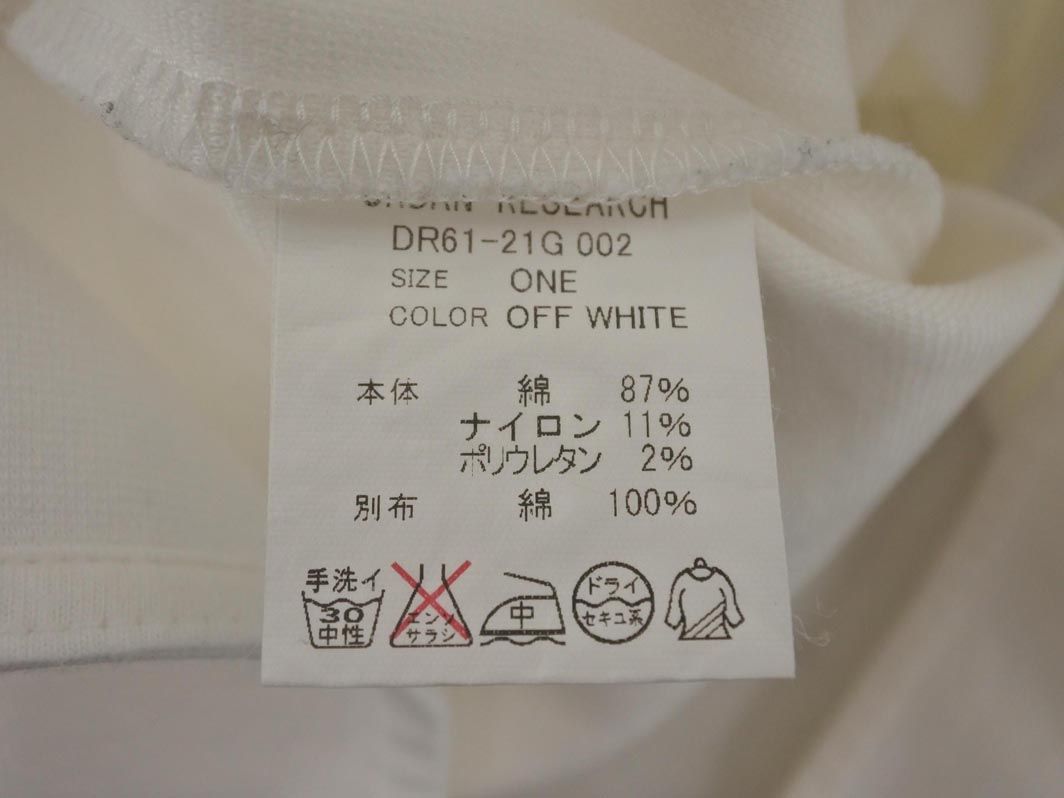 URBAN RESEARCH
DR61-21G 002
SIZE ONE
COLOR OFF WHITE
本体 綿 87%
ナイロン 11%
ポリウレタン 2%
別布 綿 100%
手洗イ
30
中性
エンソ
サラシ
中
ドライ
セキユ系